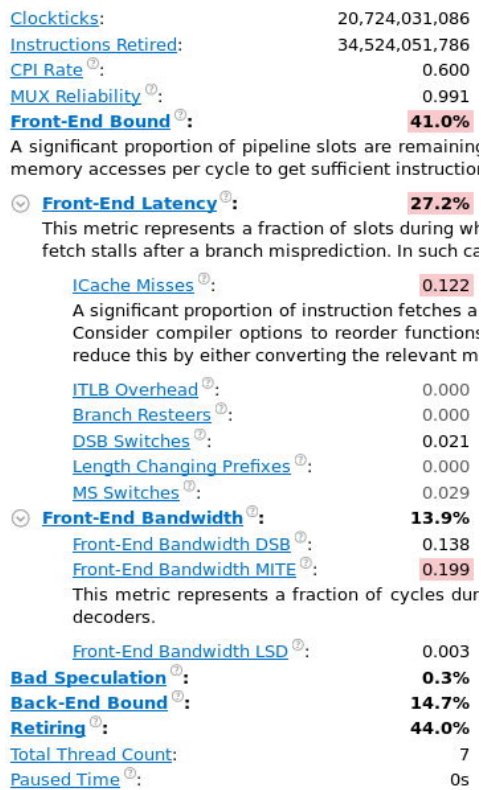 Clockticks: 20,724,031,086
Instructions Retired: 34,524,051,786
CPI Rate ?: 0.600
MUX Reliability ?: 0.991
Front-End Bound ?: 41.0%
A significant proportion of pipeline slots are remaining
memory accesses per cycle to get sufficient instruction
Front-End Latency ?: 27.2%
This metric represents a fraction of slots during wh
fetch stalls after a branch misprediction. In such ca
ICache Misses ?: 0.122
A significant proportion of instruction fetches a
Consider compiler options to reorder functions
reduce this by either converting the relevant m
ITLB Overhead ?: 0.000
Branch Resteers ?: 0.000
DSB Switches ?: 0.021
Length Changing Prefixes ?: 0.000
MS Switches ?: 0.029
Front-End Bandwidth ?: 13.9%
Front-End Bandwidth DSB ?: 0.138
Front-End Bandwidth MITE ?: 0.199
This metric represents a fraction of cycles dur
decoders.
Front-End Bandwidth LSD ?: 0.003
Bad Speculation ?: 0.3%
Back-End Bound ?: 14.7%
Retiring ?: 44.0%
Total Thread Count: 7
Paused Time ?: 0s